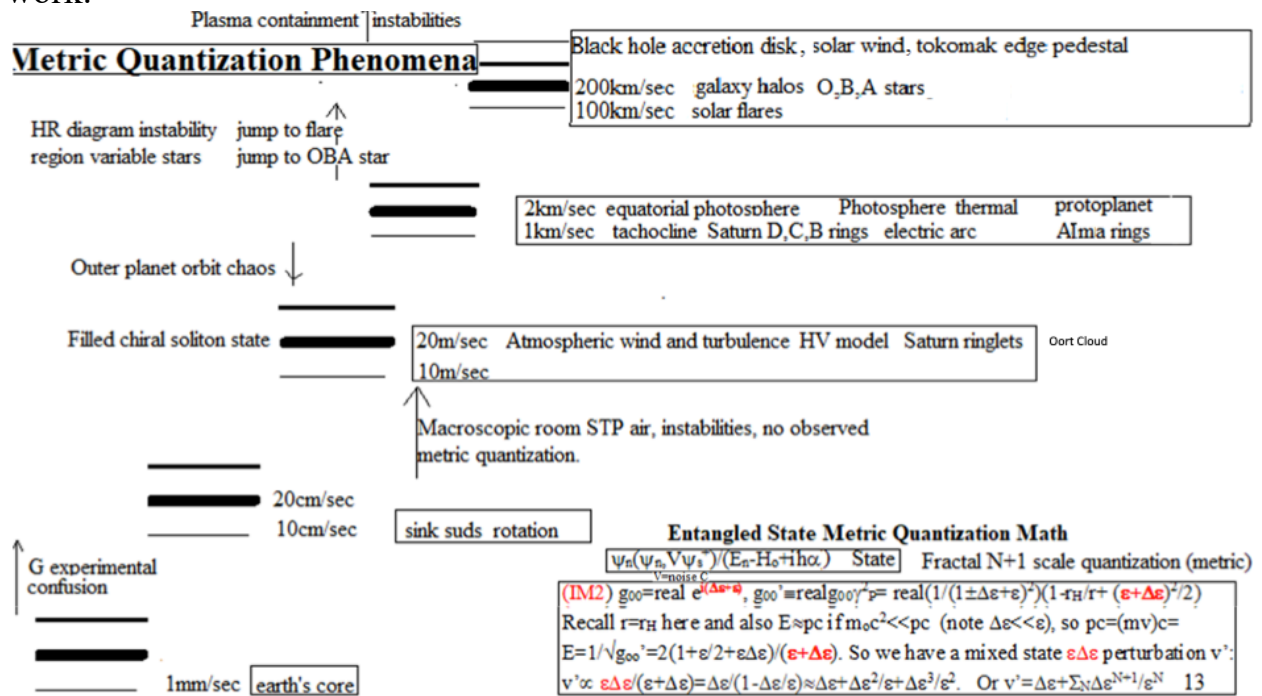 work.
Plasma containment instabilities
Metric Quantization Phenomena
Black hole accretion disk, solar wind, tokomak edge pedestal
200km/sec galaxy halos O,B,A stars
100km/sec solar flares
HR diagram instability jump to flare
region variable stars jump to OBA star
2km/sec equatorial photosphere Photosphere thermal protoplanet
1km/sec tachocline Saturn D,C,B rings electric arc Alma rings
Outer planet orbit chaos
Filled chiral soliton state
20m/sec Atmospheric wind and turbulence HV model Saturn ringlets Oort Cloud
10m/sec
Macroscopic room STP air, instabilities, no observed
metric quantization.
20cm/sec
10cm/sec sink suds rotation
G experimental
confusion
1mm/sec earth's core
Entangled State Metric Quantization Math
ψn(ψn,Vψs*)/(En-Ho+ihα) State Fractal N+1 scale quantization (metric)
V=noise C
(IM2) g₀₀=real e^i(Δε+ε), g₀₀'≡realg₀₀γ²P= real(1/(1±Δε+ε)²)(1-rH/r+ (ε+Δε)²/2)
Recall r=rH here and also E≈pc if m₀c²<<pc (note Δε<<ε), so pc=(mv)c=
E=1/√g₀₀'=2(1+ε/2+εΔε)/(ε+Δε). So we have a mixed state εΔε perturbation v':
v'∝ εΔε/(ε+Δε)=Δε/(1-Δε/ε)≈Δε+Δε²/ε+Δε³/ε². Or v'=Δε+ΣNΔε^N+1/ε^N 13